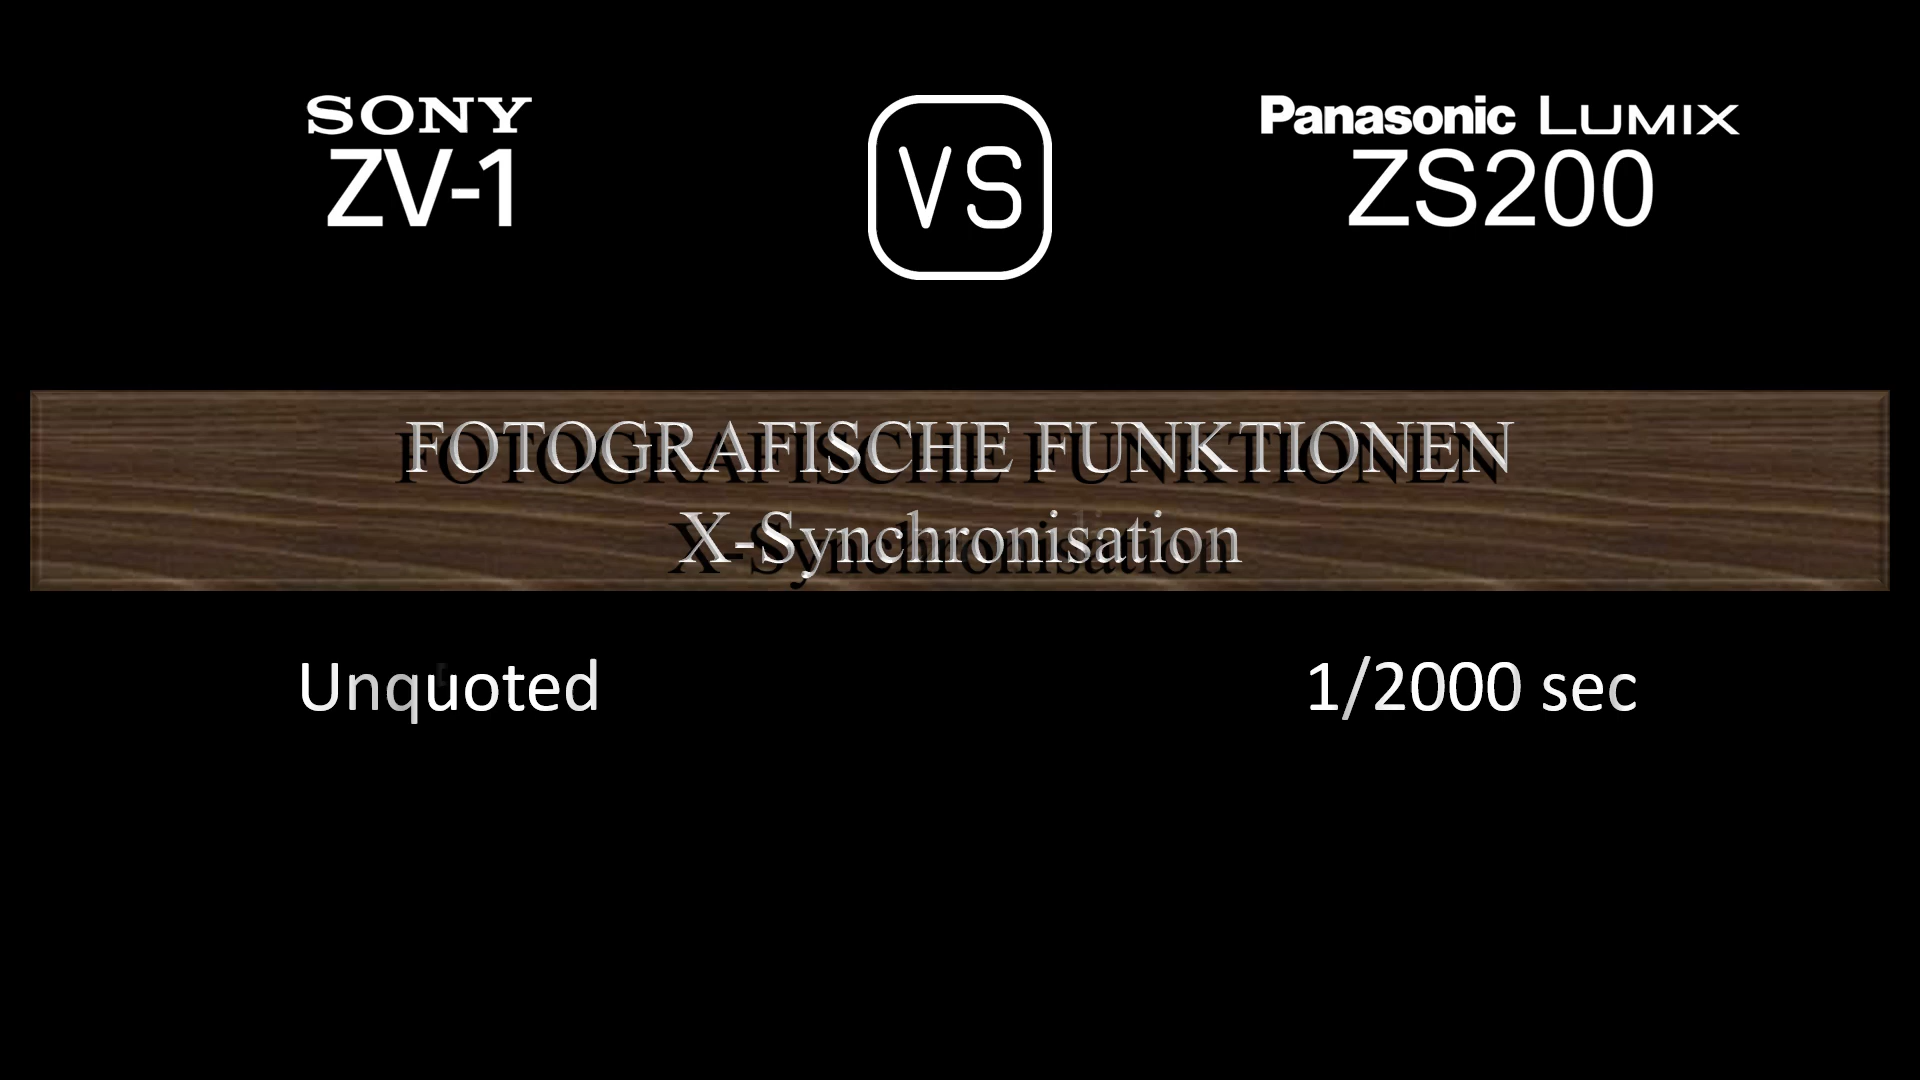 SONY
ZV-1
VS
Panasonic LUMIX
ZS200
FOTOGRAFISCHE FUNKTIONEN
X-Synchronisation
Unquoted
1/2000 sec